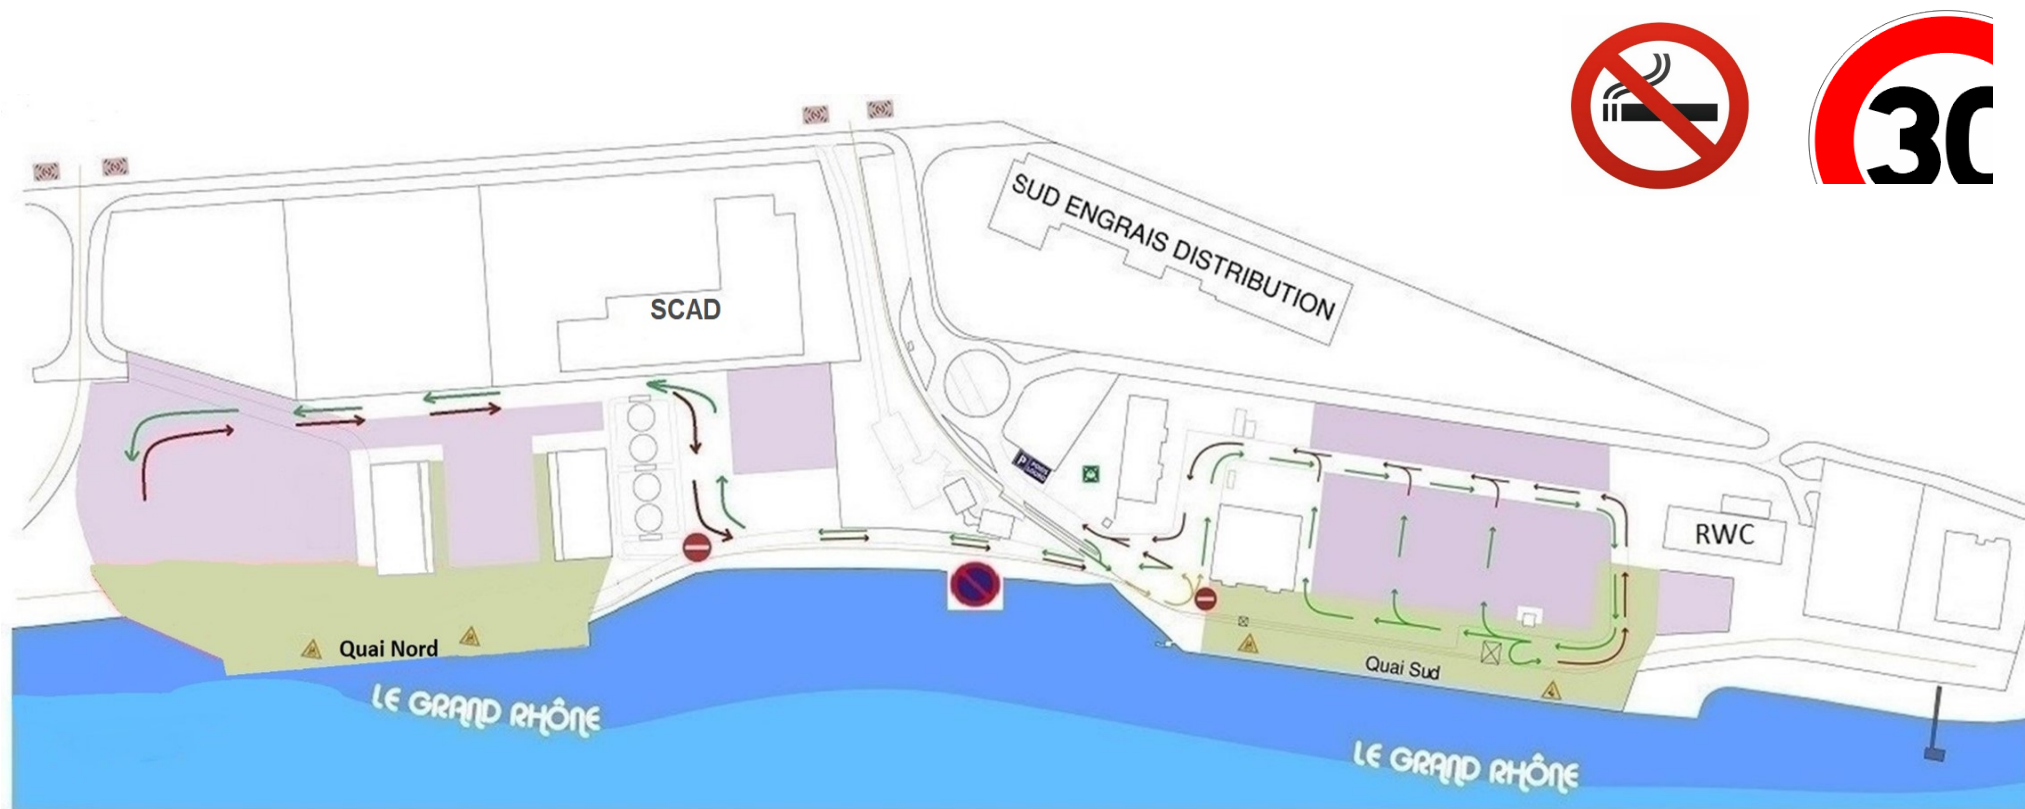 30
SUD ENGRAIS DISTRIBUTION
SCAD
P
RWC
Quai Nord
Quai Sud
LE GRAND RHÔNE
LE GRAND RHÔNE